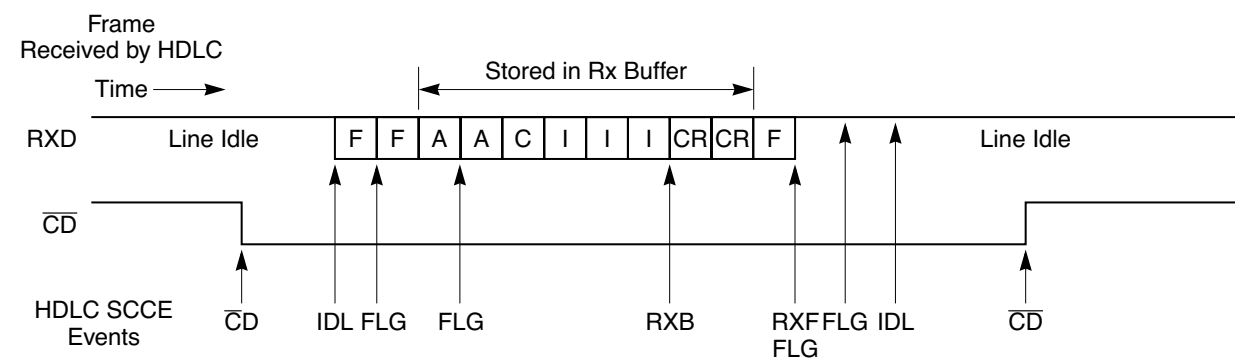 Frame
Received by HDLC
Stored in Rx Buffer
Time
RXD
Line Idle
F F A A C I I I CR CR F
Line Idle
CD
HDLC SCCE
Events
CD IDL FLG FLG RXB RXF FLG IDL CD
FLG